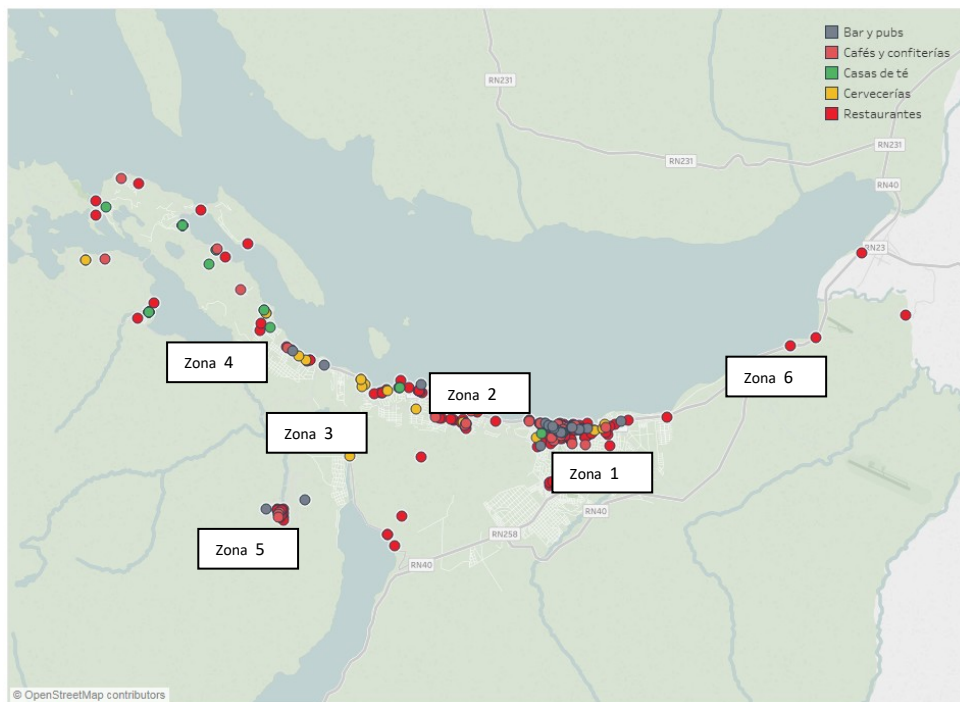 Bar y pubs
Cafés y confiterías
Casas de té
Cervecerías
Restaurantes
RN231
RN231
RN231
RN40
RN23
Zona 4
Zona 2
Zona 6
Zona 3
Zona 1
RN40
Zona 5
RN258
RN40
© OpenStreetMap contributors